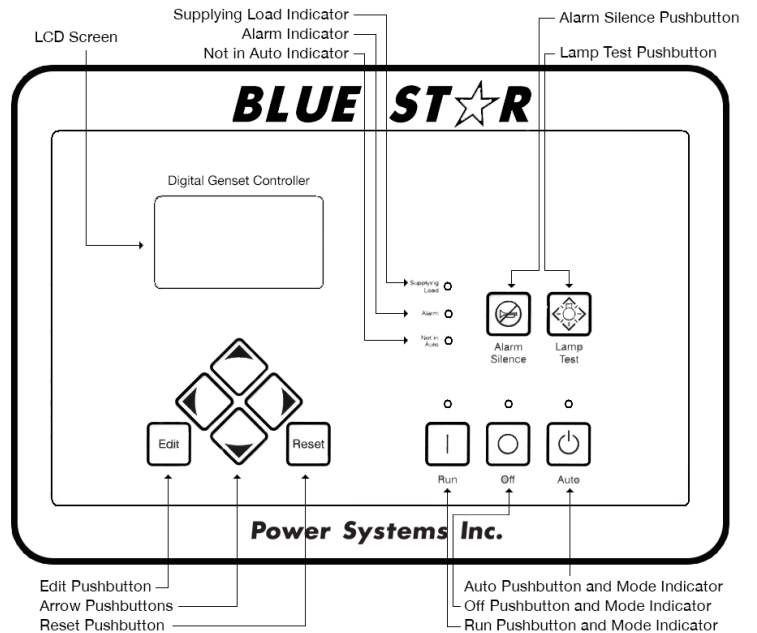 Supplying Load Indicator
Alarm Indicator
Not in Auto Indicator
LCD Screen
Alarm Silence Pushbutton
Lamp Test Pushbutton
BLUE ST☆R
Digital Genset Controller
Supplying
Load
Alarm
Not in
Auto
Alarm
Silence
Lamp
Test
Edit
Reset
Run
Off
Auto
Power Systems Inc.
Edit Pushbutton
Arrow Pushbuttons
Reset Pushbutton
Auto Pushbutton and Mode Indicator
Off Pushbutton and Mode Indicator
Run Pushbutton and Mode Indicator